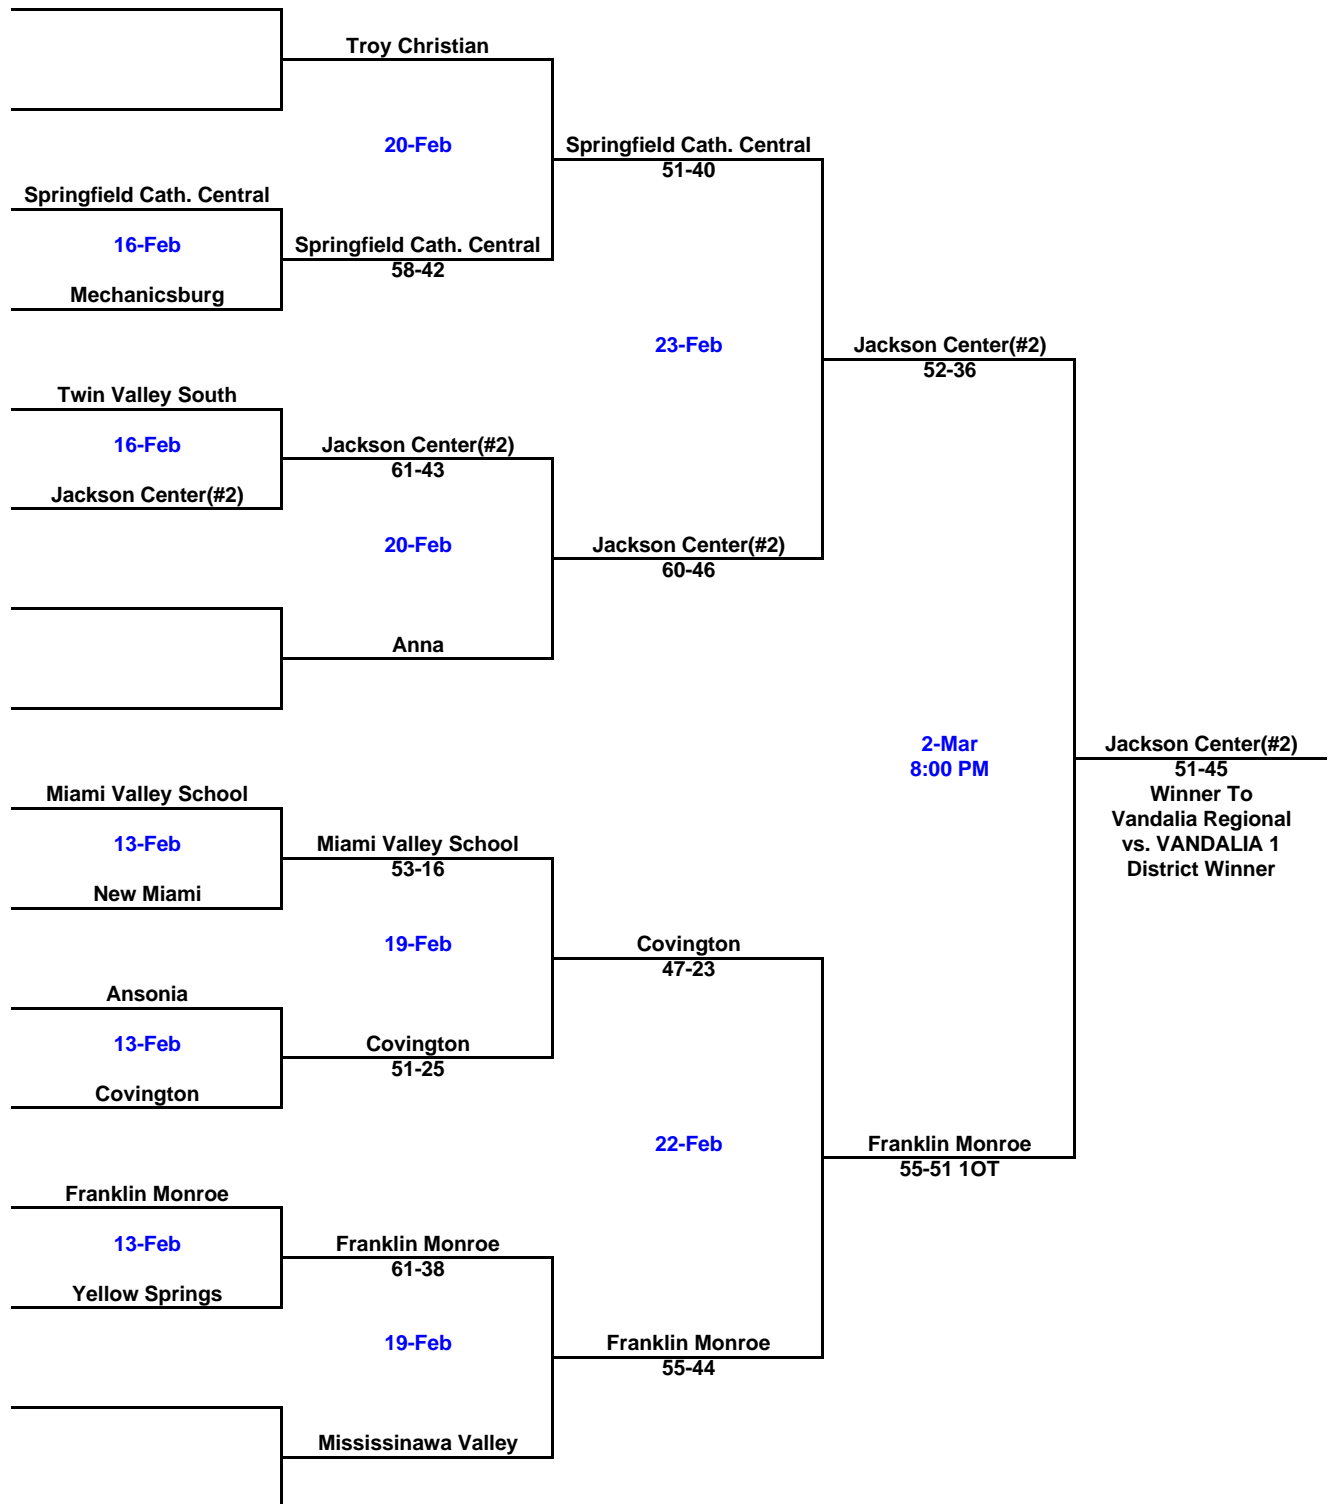 Troy Christian
20-Feb
Springfield Cath. Central
51-40
Springfield Cath. Central
16-Feb
Springfield Cath. Central
58-42
Mechanicsburg
23-Feb
Jackson Center(#2)
52-36
Twin Valley South
16-Feb
Jackson Center(#2)
61-43
Jackson Center(#2)
20-Feb
Jackson Center(#2)
60-46
Anna
2-Mar
8:00 PM
Jackson Center(#2)
51-45
Winner To
Vandalia Regional
vs. VANDALIA 1
District Winner
Miami Valley School
13-Feb
Miami Valley School
53-16
New Miami
19-Feb
Covington
47-23
Ansonia
13-Feb
Covington
51-25
Covington
22-Feb
Franklin Monroe
55-51 1OT
Franklin Monroe
13-Feb
Franklin Monroe
61-38
Yellow Springs
19-Feb
Franklin Monroe
55-44
Mississinawa Valley